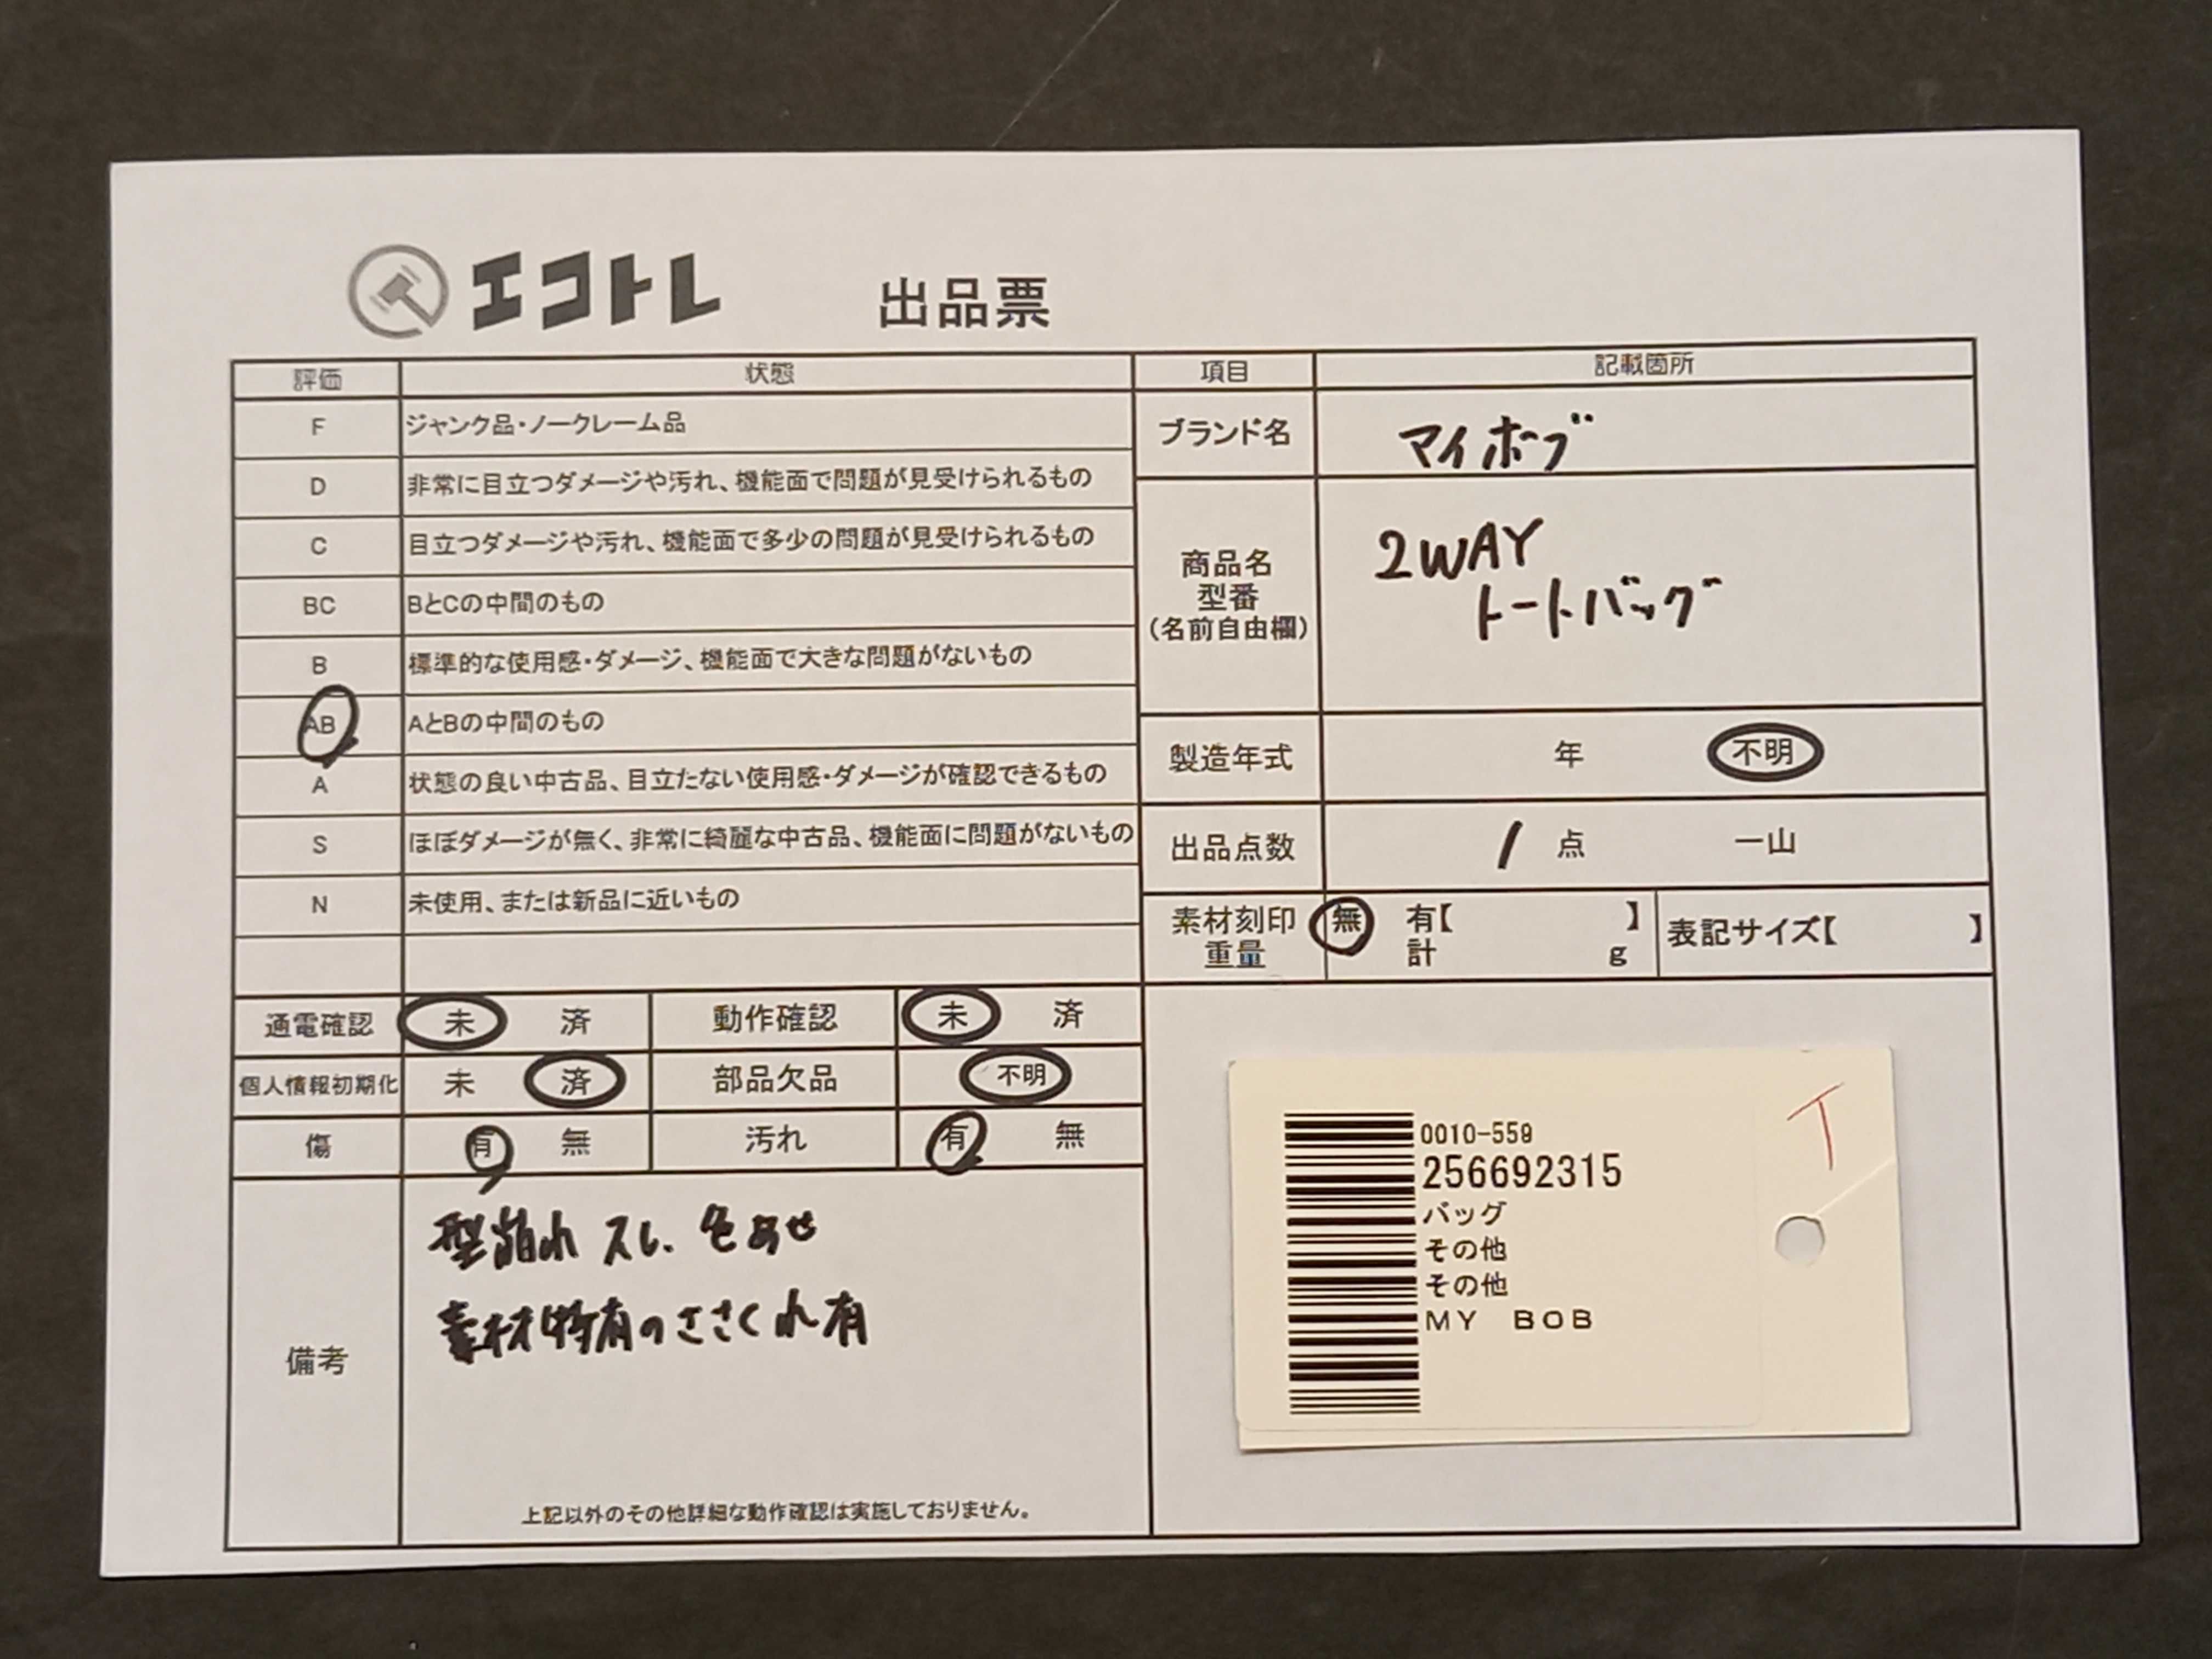 エコトレ 出品票
評価 状態
F ジャンク品・ノークレーム品
D 非常に目立つダメージや汚れ、機能面で問題が見受けられるもの
C 目立つダメージや汚れ、機能面で多少の問題が見受けられるもの
BC BとCの中間のもの
B 標準的な使用感・ダメージ、機能面で大きな問題がないもの
AB AとBの中間のもの
A 状態の良い中古品、目立たない使用感・ダメージが確認できるもの
S ほぼダメージが無く、非常に綺麗な中古品、機能面に問題がないもの
N 未使用、または新品に近いもの
項目 記載箇所
ブランド名 マイボブ
商品名
型番
(名前自由欄)
2WAY
トートバッグ
製造年式 年 不明
出品点数 1 点 一山
素材刻印 無 有【 】 表記サイズ【 】
重量 計 g
通電確認 未 済 動作確認 未 済
個人情報初期化 未 済 部品欠品 不明
傷 有 無 汚れ 有 無
備考
型崩れ スレ、色あせ
素材特有のささくれ有
上記以外のその他詳細な動作確認は実施しておりません。
0010-559
256692315
バッグ
その他
その他
MY BOB
T